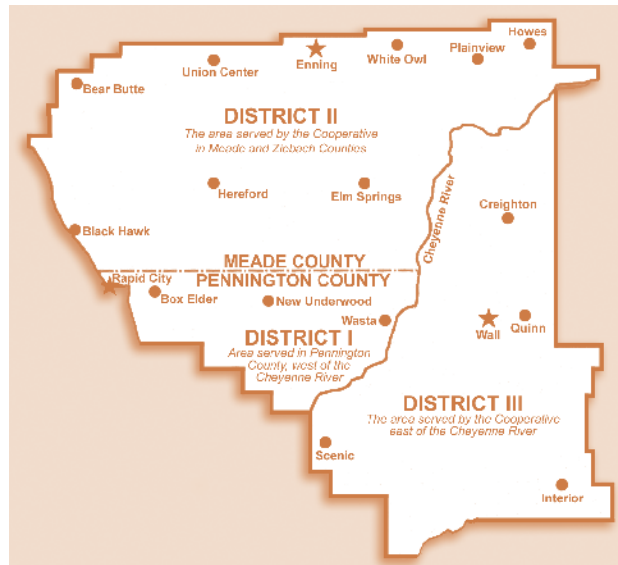 Howes
Plainview
White Owl
Enning
Union Center
Bear Butte
DISTRICT II
The area served by the Cooperative
in Meade and Ziebach Counties
Hereford
Elm Springs
Cheyenne River
Creighton
Black Hawk
MEADE COUNTY
PENNINGTON COUNTY
Rapid City
Box Elder
New Underwood
Wasta
Wall
Quinn
DISTRICT I
Area served in Pennington
County, west of the
Cheyenne River
DISTRICT III
The area served by the Cooperative
east of the Cheyenne River
Scenic
Interior